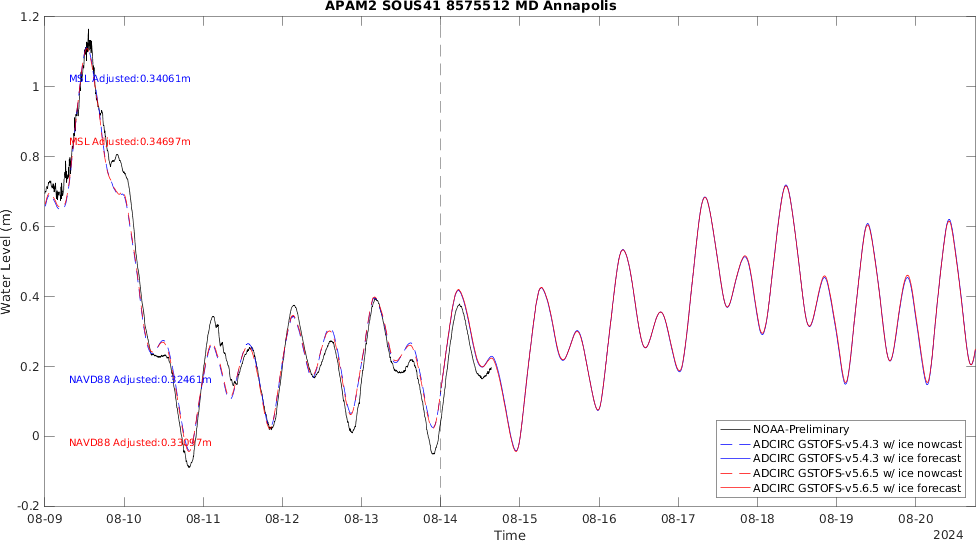 APAM2 SOUS41 8575512 MD Annapolis
1.2
1
0.8
0.6
0.4
0.2
0
-0.2
Water Level (m)
MSL Adjusted:0.34061m
MSL Adjusted:0.34697m
NAVD88 Adjusted:0.32461m
NAVD88 Adjusted:0.33097m
NOAA-Preliminary
ADCIRC GSTOFS-v5.4.3 w/ ice nowcast
ADCIRC GSTOFS-v5.4.3 w/ ice forecast
ADCIRC GSTOFS-v5.6.5 w/ ice nowcast
ADCIRC GSTOFS-v5.6.5 w/ ice forecast
08-09 08-10 08-11 08-12 08-13 08-14 08-15 08-16 08-17 08-18 08-19 08-20
Time
2024